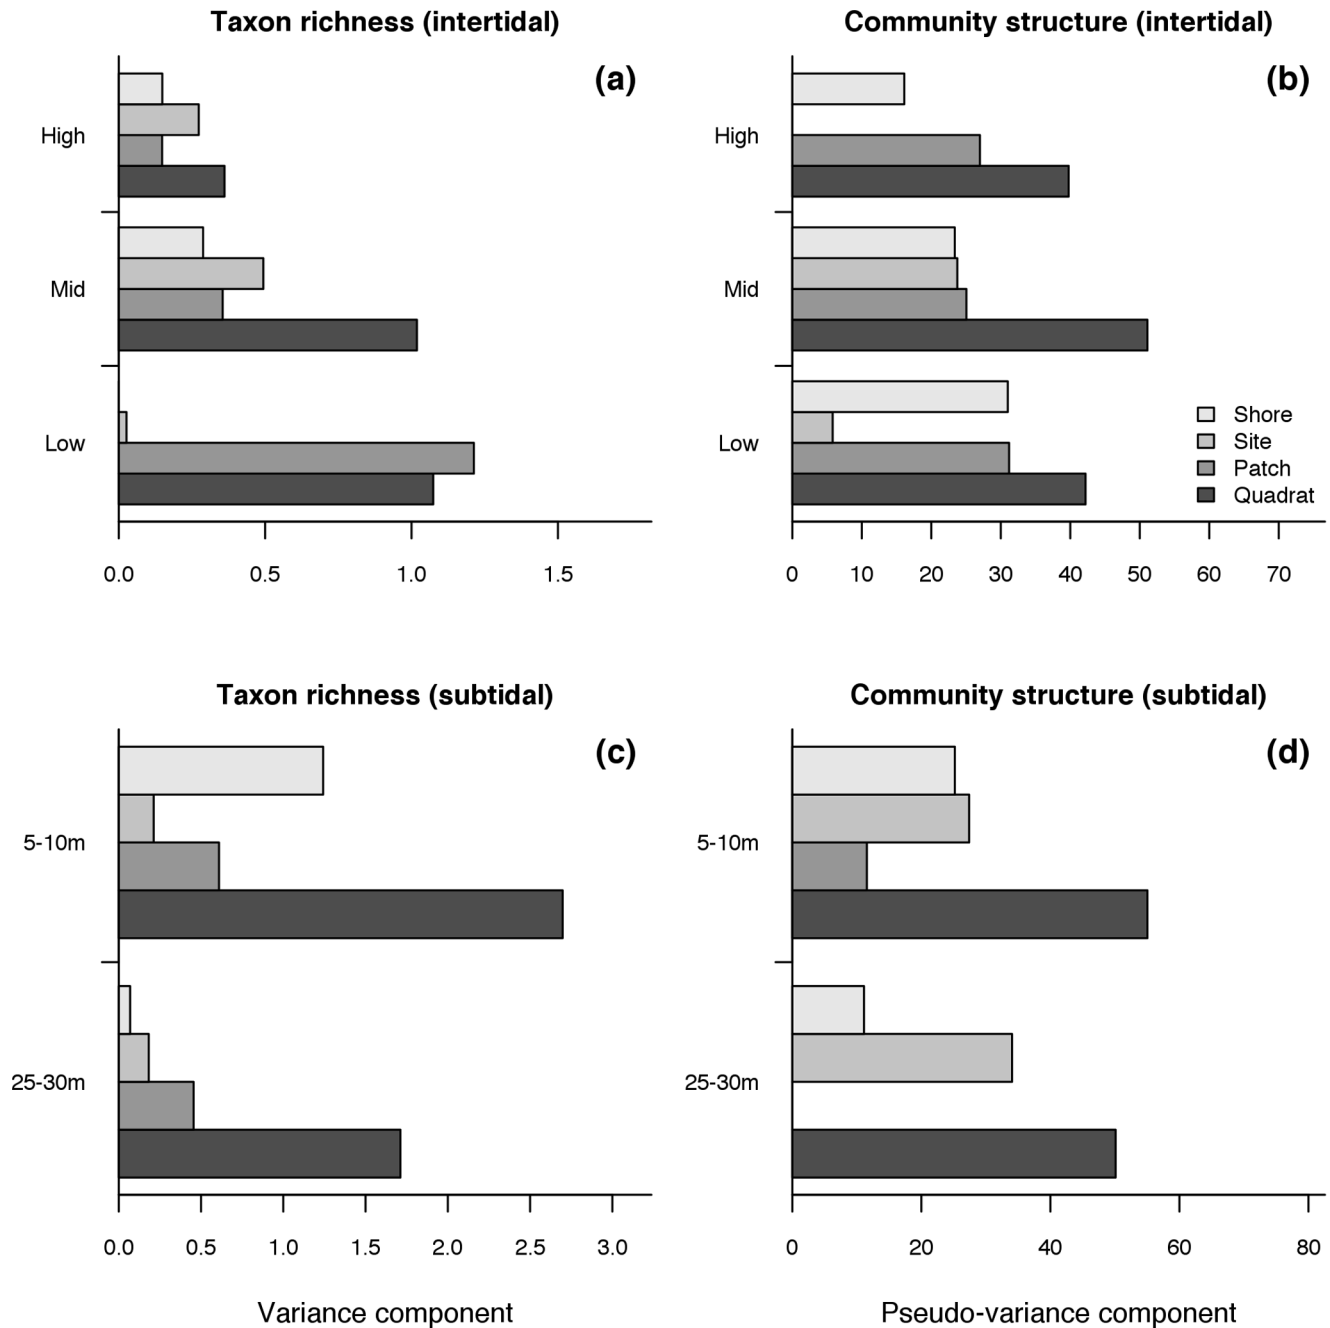 Taxon richness (intertidal)
(a)
High
Mid
Low
0.0 0.5 1.0 1.5
Community structure (intertidal)
(b)
High
Mid
Low
Shore
Site
Patch
Quadrat
0 10 20 30 40 50 60 70
Taxon richness (subtidal)
(c)
5-10m
25-30m
0.0 0.5 1.0 1.5 2.0 2.5 3.0
Variance component
Community structure (subtidal)
(d)
5-10m
25-30m
0 20 40 60 80
Pseudo-variance component